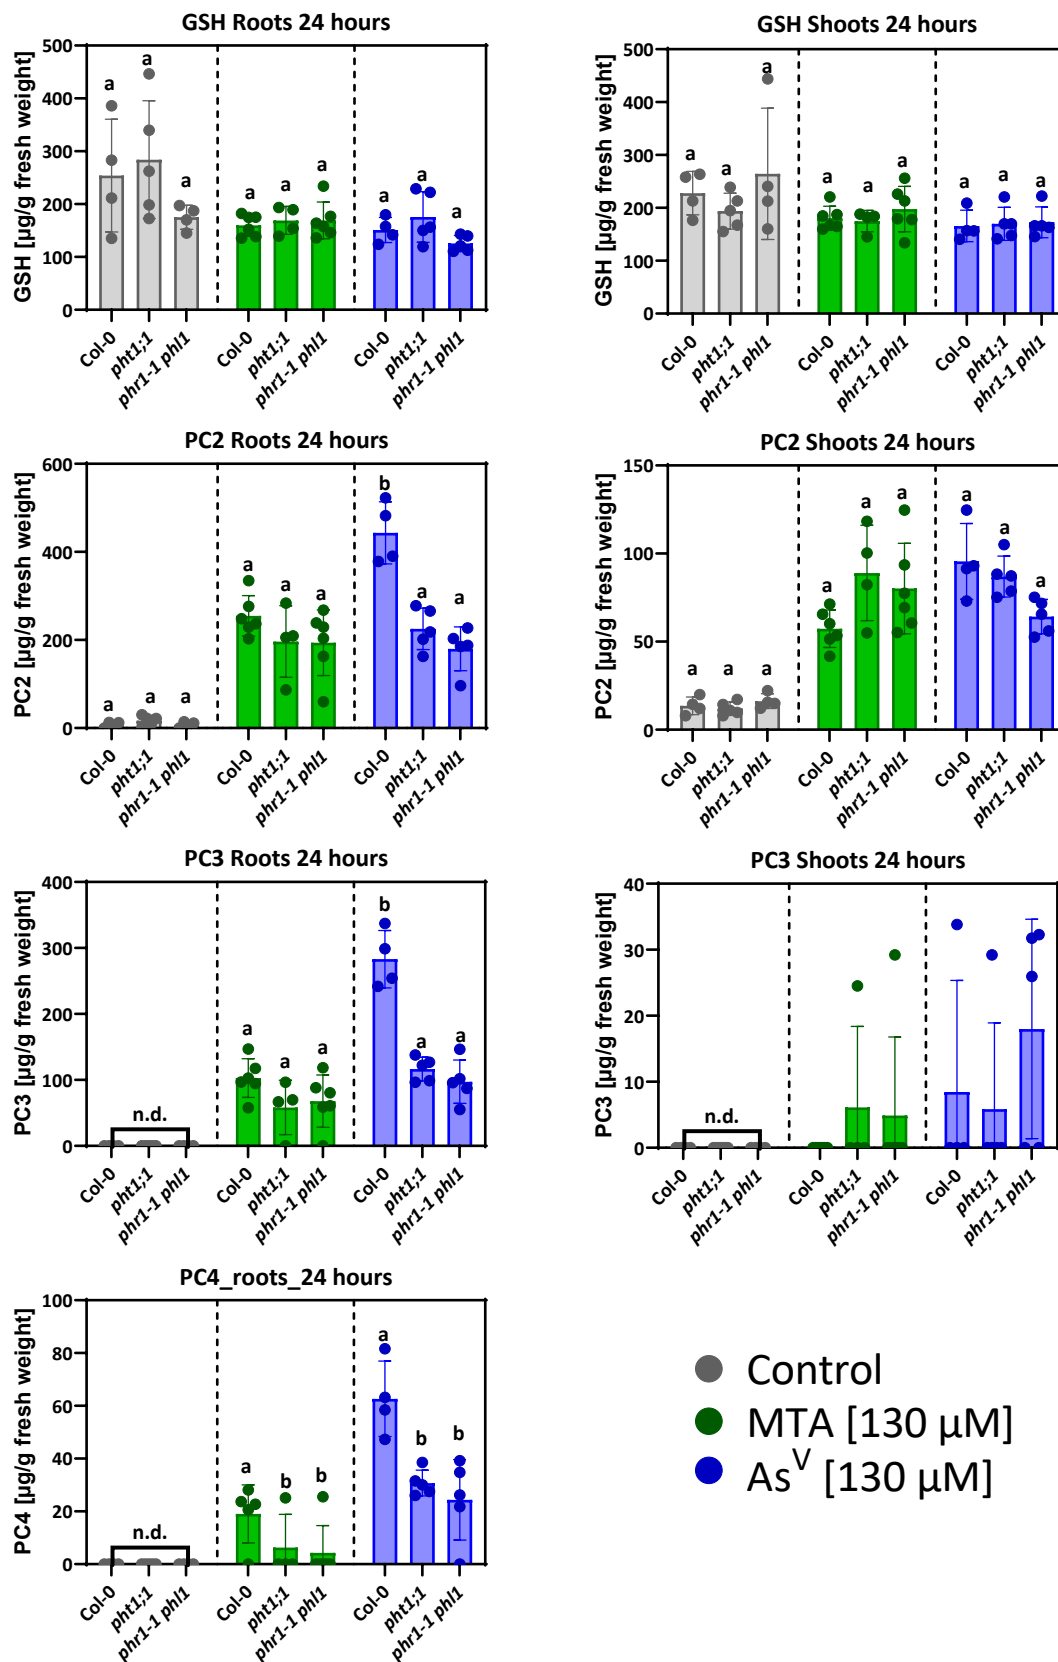 GSH Roots 24 hours
GSH [µg/g fresh weight]
500
400
300
200
100
0
a a a a a a a a a
Col-0 pht1;1 phr1-1 phl1 Col-0 pht1;1 phr1-1 phl1 Col-0 pht1;1 phr1-1 phl1
GSH Shoots 24 hours
GSH [µg/g fresh weight]
500
400
300
200
100
0
a a a a a a a a a
Col-0 pht1;1 phr1-1 phl1 Col-0 pht1;1 phr1-1 phl1 Col-0 pht1;1 phr1-1 phl1
PC2 Roots 24 hours
PC2 [µg/g fresh weight]
600
400
200
0
a a a a a a b a a
Col-0 pht1;1 phr1-1 phl1 Col-0 pht1;1 phr1-1 phl1 Col-0 pht1;1 phr1-1 phl1
PC2 Shoots 24 hours
PC2 [µg/g fresh weight]
150
100
50
0
a a a a a a a a a
Col-0 pht1;1 phr1-1 phl1 Col-0 pht1;1 phr1-1 phl1 Col-0 pht1;1 phr1-1 phl1
PC3 Roots 24 hours
PC3 [µg/g fresh weight]
400
300
200
100
0
n.d. a a a b a a
Col-0 pht1;1 phr1-1 phl1 Col-0 pht1;1 phr1-1 phl1 Col-0 pht1;1 phr1-1 phl1
PC3 Shoots 24 hours
PC3 [µg/g fresh weight]
40
30
20
10
0
n.d.
Col-0 pht1;1 phr1-1 phl1 Col-0 pht1;1 phr1-1 phl1 Col-0 pht1;1 phr1-1 phl1
PC4_roots_24 hours
PC4 [µg/g fresh weight]
100
80
60
40
20
0
n.d. a b b a b b
Col-0 pht1;1 phr1-1 phl1 Col-0 pht1;1 phr1-1 phl1 Col-0 pht1;1 phr1-1 phl1
Control
MTA [130 µM]
As^V [130 µM]